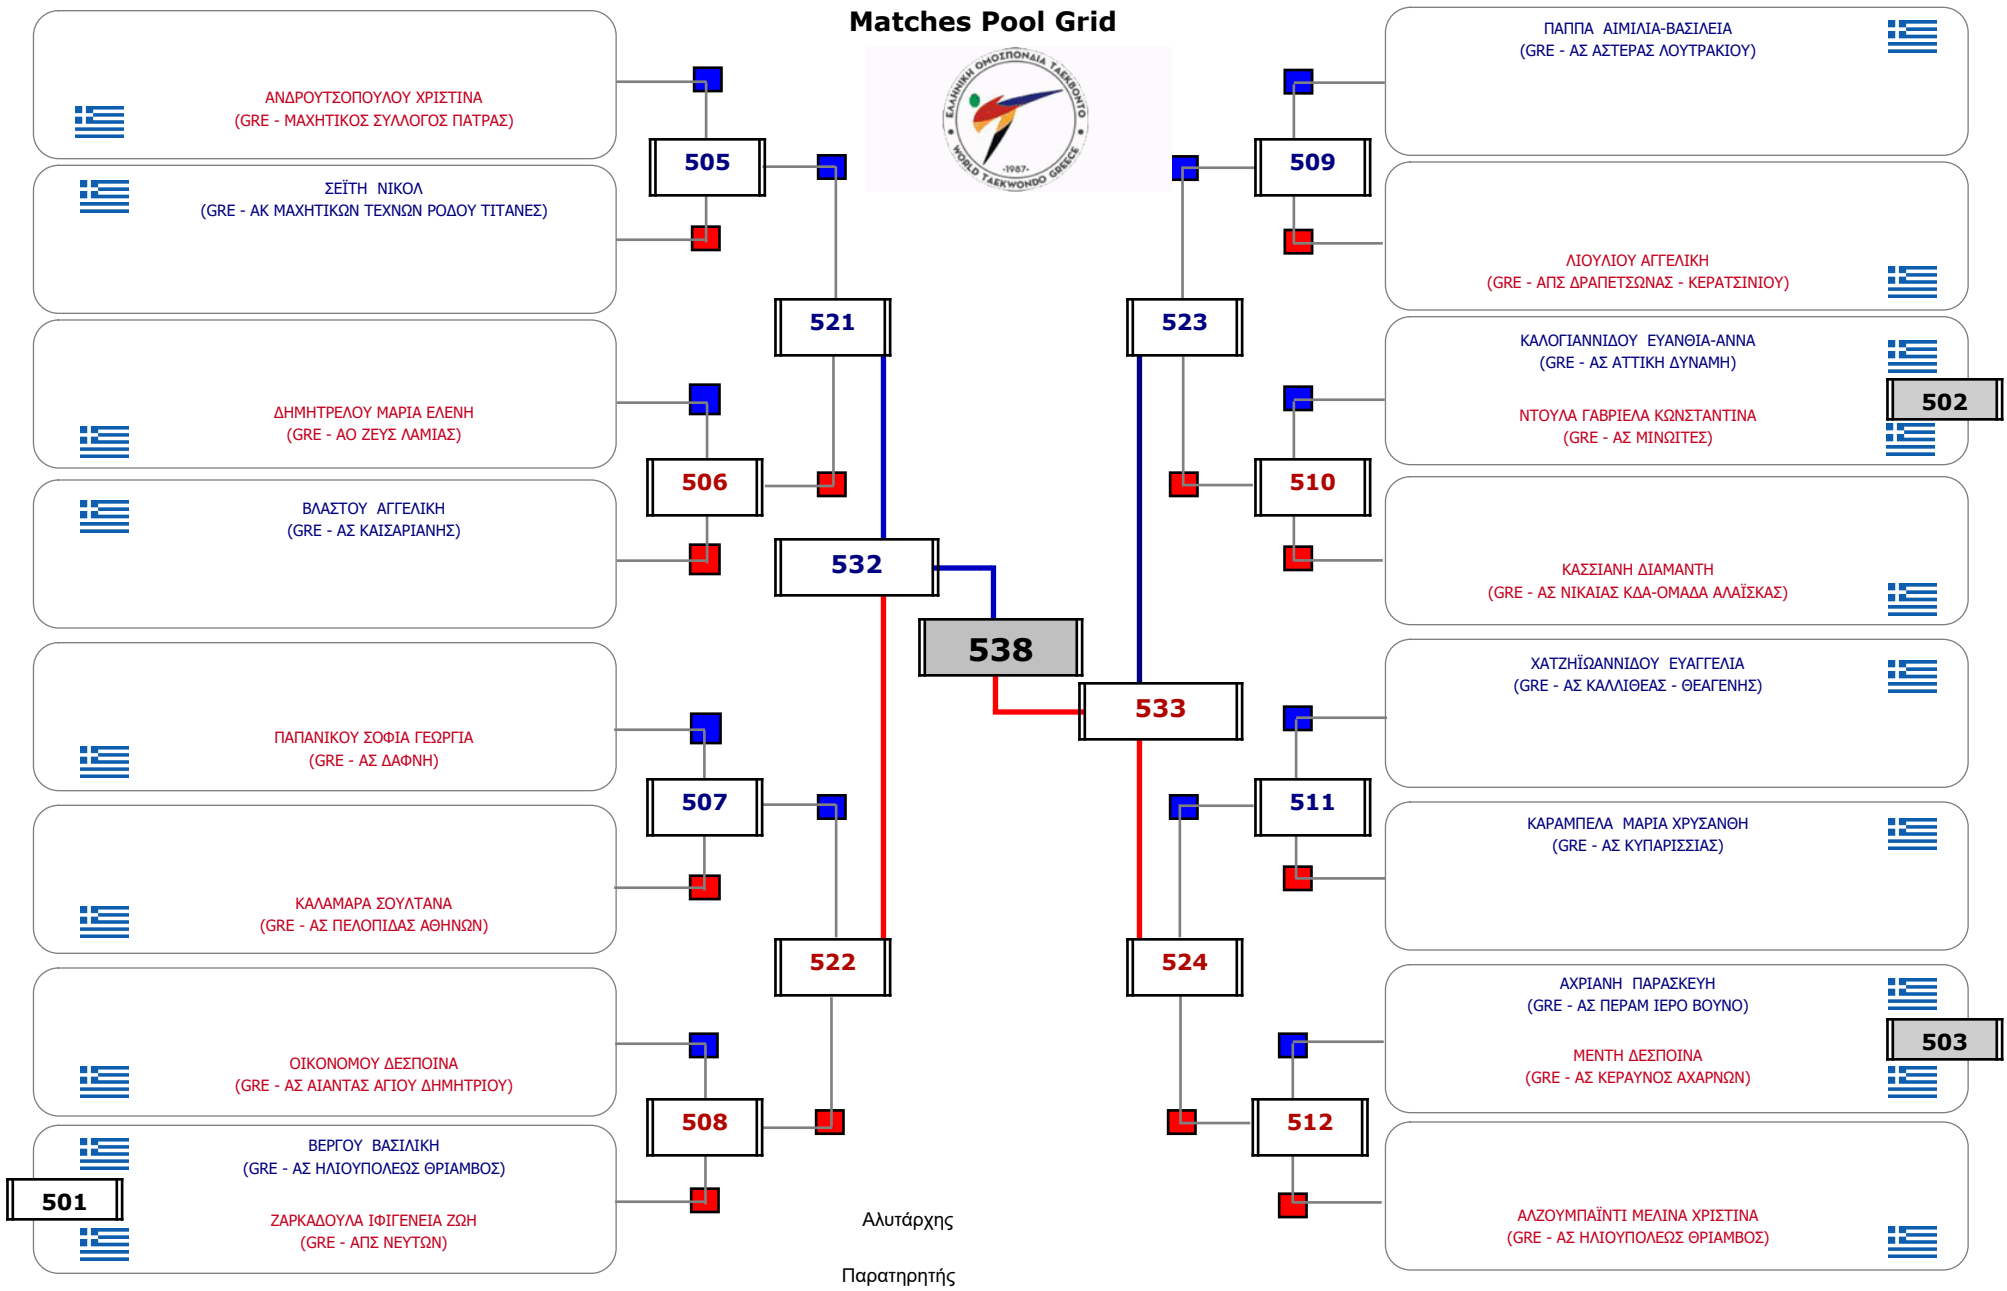 Matches Pool Grid
ΕΛΛΗΝΙΚΗ ΟΜΟΣΠΟΝΔΙΑ ΤΑΕΚΒΟΝΤΟ
-1987-
WORLD TAEKWONDO GREECE
ΑΝΔΡΟΥΤΣΟΠΟΥΛΟΥ ΧΡΙΣΤΙΝΑ
(GRE - ΜΑΧΗΤΙΚΟΣ ΣΥΛΛΟΓΟΣ ΠΑΤΡΑΣ)
505
ΣΕΪΤΗ ΝΙΚΟΛ
(GRE - ΑΚ ΜΑΧΗΤΙΚΩΝ ΤΕΧΝΩΝ ΡΟΔΟΥ ΤΙΤΑΝΕΣ)
521
ΔΗΜΗΤΡΕΛΟΥ ΜΑΡΙΑ ΕΛΕΝΗ
(GRE - ΑΟ ΖΕΥΣ ΛΑΜΙΑΣ)
506
ΒΛΑΣΤΟΥ ΑΓΓΕΛΙΚΗ
(GRE - ΑΣ ΚΑΙΣΑΡΙΑΝΗΣ)
532
538
ΠΑΠΑΝΙΚΟΥ ΣΟΦΙΑ ΓΕΩΡΓΙΑ
(GRE - ΑΣ ΔΑΦΝΗ)
507
ΚΑΛΑΜΑΡΑ ΣΟΥΛΤΑΝΑ
(GRE - ΑΣ ΠΕΛΟΠΙΔΑΣ ΑΘΗΝΩΝ)
522
ΟΙΚΟΝΟΜΟΥ ΔΕΣΠΟΙΝΑ
(GRE - ΑΣ ΑΙΑΝΤΑΣ ΑΓΙΟΥ ΔΗΜΗΤΡΙΟΥ)
508
ΒΕΡΓΟΥ ΒΑΣΙΛΙΚΗ
(GRE - ΑΣ ΗΛΙΟΥΠΟΛΕΩΣ ΘΡΙΑΜΒΟΣ)
501
ΖΑΡΚΑΔΟΥΛΑ ΙΦΙΓΕΝΕΙΑ ΖΩΗ
(GRE - ΑΠΣ ΝΕΥΤΩΝ)
ΠΑΠΠΑ ΑΙΜΙΛΙΑ-ΒΑΣΙΛΕΙΑ
(GRE - ΑΣ ΑΣΤΕΡΑΣ ΛΟΥΤΡΑΚΙΟΥ)
509
ΛΙΟΥΛΙΟΥ ΑΓΓΕΛΙΚΗ
(GRE - ΑΠΣ ΔΡΑΠΕΤΣΩΝΑΣ - ΚΕΡΑΤΣΙΝΙΟΥ)
523
ΚΑΛΟΓΙΑΝΝΙΔΟΥ ΕΥΑΝΘΙΑ-ΑΝΝΑ
(GRE - ΑΣ ΑΤΤΙΚΗ ΔΥΝΑΜΗ)
502
ΝΤΟΥΛΑ ΓΑΒΡΙΕΛΑ ΚΩΝΣΤΑΝΤΙΝΑ
(GRE - ΑΣ ΜΙΝΩΙΤΕΣ)
510
ΚΑΣΣΙΑΝΗ ΔΙΑΜΑΝΤΗ
(GRE - ΑΣ ΝΙΚΑΙΑΣ ΚΔΑ-ΟΜΑΔΑ ΑΛΑΪΣΚΑΣ)
533
ΧΑΤΖΗΪΩΑΝΝΙΔΟΥ ΕΥΑΓΓΕΛΙΑ
(GRE - ΑΣ ΚΑΛΛΙΘΕΑΣ - ΘΕΑΓΕΝΗΣ)
511
ΚΑΡΑΜΠΕΛΑ ΜΑΡΙΑ ΧΡΥΣΑΝΘΗ
(GRE - ΑΣ ΚΥΠΑΡΙΣΣΙΑΣ)
524
ΑΧΡΙΑΝΗ ΠΑΡΑΣΚΕΥΗ
(GRE - ΑΣ ΠΕΡΑΜ ΙΕΡΟ ΒΟΥΝΟ)
503
ΜΕΝΤΗ ΔΕΣΠΟΙΝΑ
(GRE - ΑΣ ΚΕΡΑΥΝΟΣ ΑΧΑΡΝΩΝ)
512
ΑΛΖΟΥΜΠΑΪΝΤΙ ΜΕΛΙΝΑ ΧΡΙΣΤΙΝΑ
(GRE - ΑΣ ΗΛΙΟΥΠΟΛΕΩΣ ΘΡΙΑΜΒΟΣ)
Αλυτάρχης
Παρατηρητής